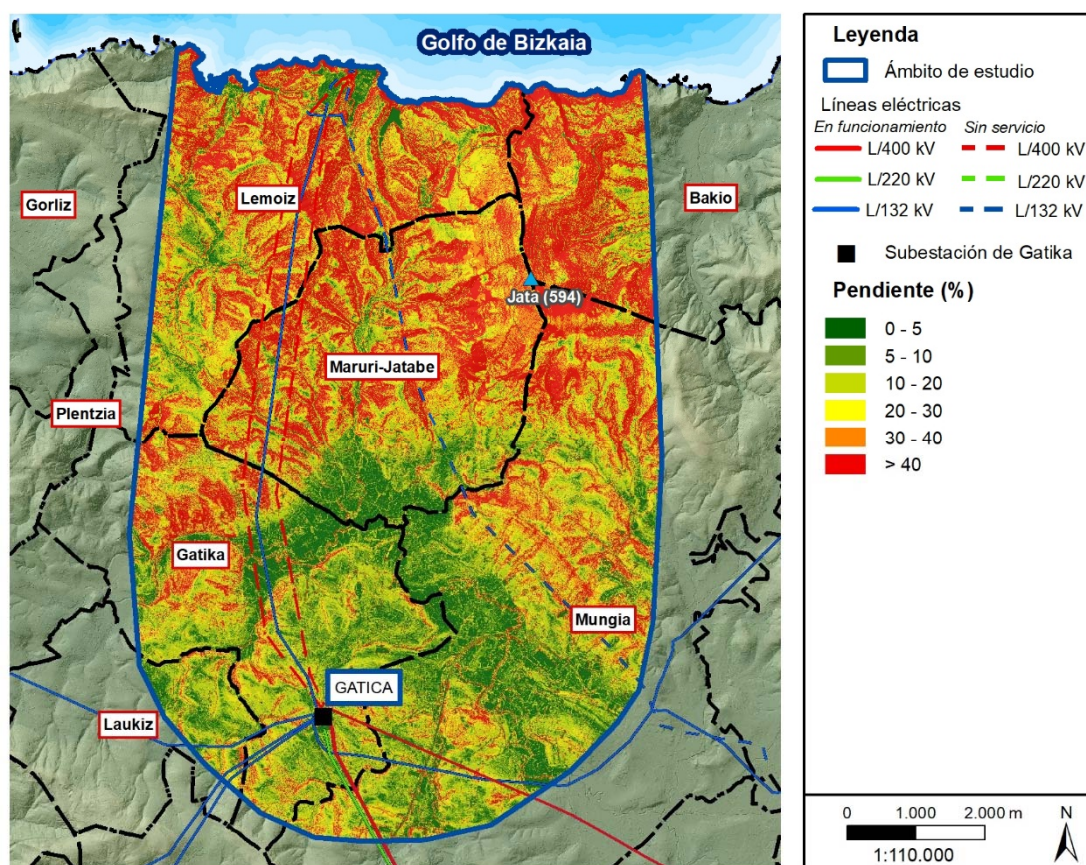 Golfo de Bizkaia
Gorliz
Lemoiz
Bakio
Jata (594)
Maruri-Jatabe
Plentzia
Gatika
Mungia
GATICA
Laukiz
Leyenda
Ámbito de estudio
Líneas eléctricas
En funcionamiento Sin servicio
L/400 kV L/400 kV
L/220 kV L/220 kV
L/132 kV L/132 kV
Subestación de Gatika
Pendiente (%)
0 - 5
5 - 10
10 - 20
20 - 30
30 - 40
> 40
0 1.000 2.000 m N
1:110.000